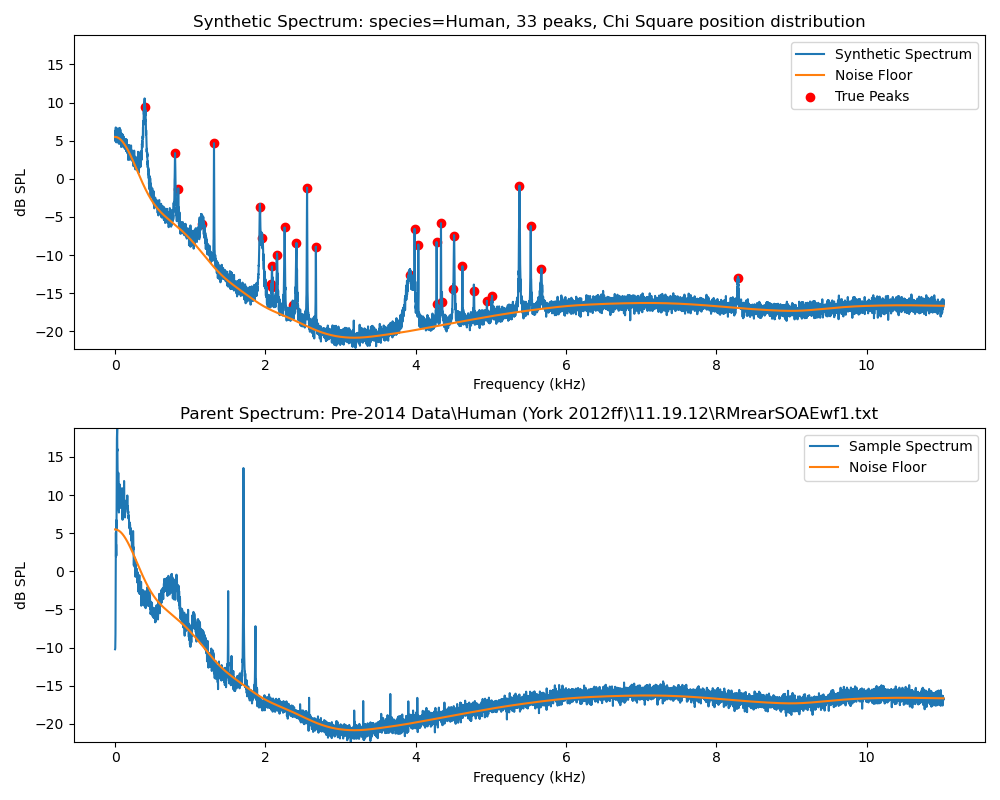 Synthetic Spectrum: species=Human, 33 peaks, Chi Square position distribution
dB SPL
15
10
5
0
−5
−10
−15
−20
Synthetic Spectrum
Noise Floor
True Peaks
0 2 4 6 8 10
Frequency (kHz)
Parent Spectrum: Pre-2014 Data\Human (York 2012ff)\11.19.12\RMrearSOAEwf1.txt
dB SPL
15
10
5
0
−5
−10
−15
−20
Sample Spectrum
Noise Floor
0 2 4 6 8 10
Frequency (kHz)